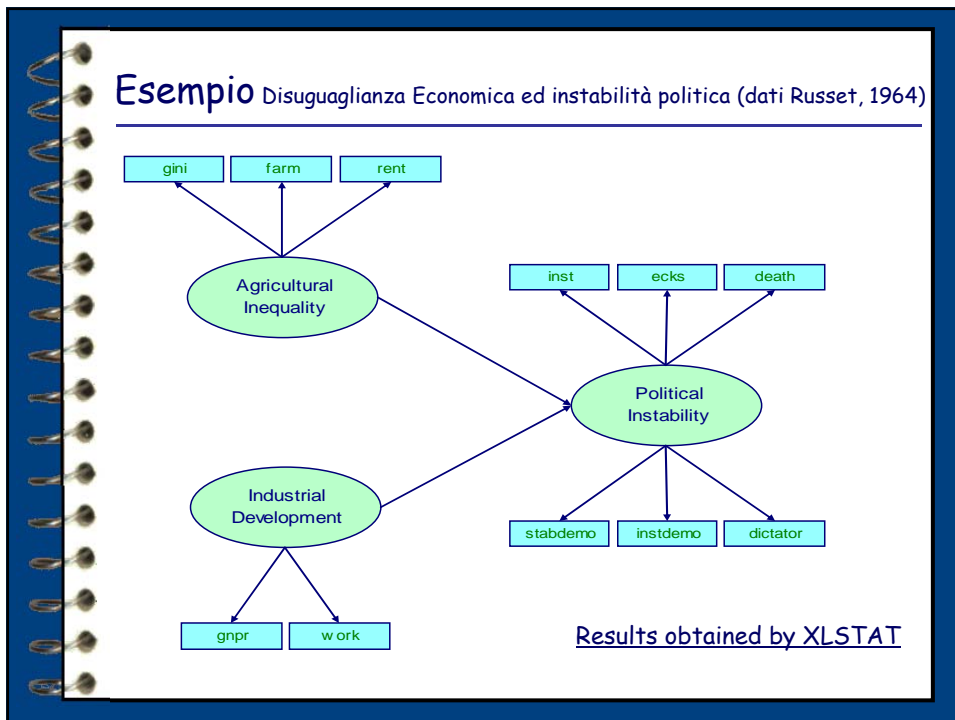 Esempio Disuguaglianza Economica ed instabilità politica (dati Russet, 1964)
gini farm rent
Agricultural
Inequality
inst ecks death
Political
Instability
Industrial
Development
stabdemo instdemo dictator
gnpr w ork
Results obtained by XLSTAT